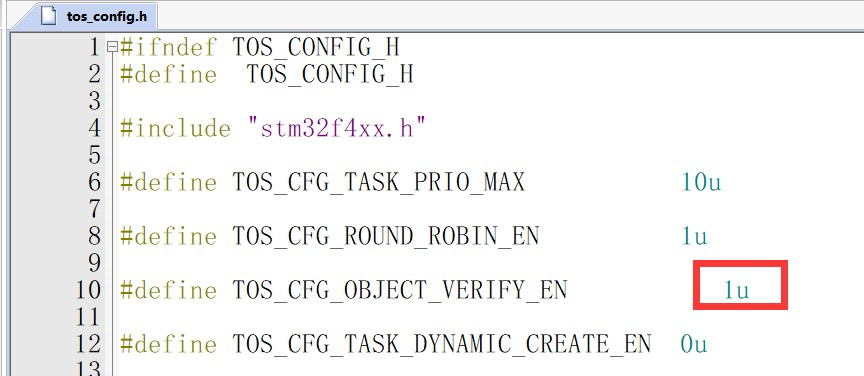 tos_config.h
1 #ifndef TOS_CONFIG_H
2 #define  TOS_CONFIG_H
3
4 #include "stm32f4xx.h"
5
6 #define TOS_CFG_TASK_PRIO_MAX           10u
7
8 #define TOS_CFG_ROUND_ROBIN_EN          1u
9
10 #define TOS_CFG_OBJECT_VERIFY_EN           1u
11
12 #define TOS_CFG_TASK_DYNAMIC_CREATE_EN  0u
13